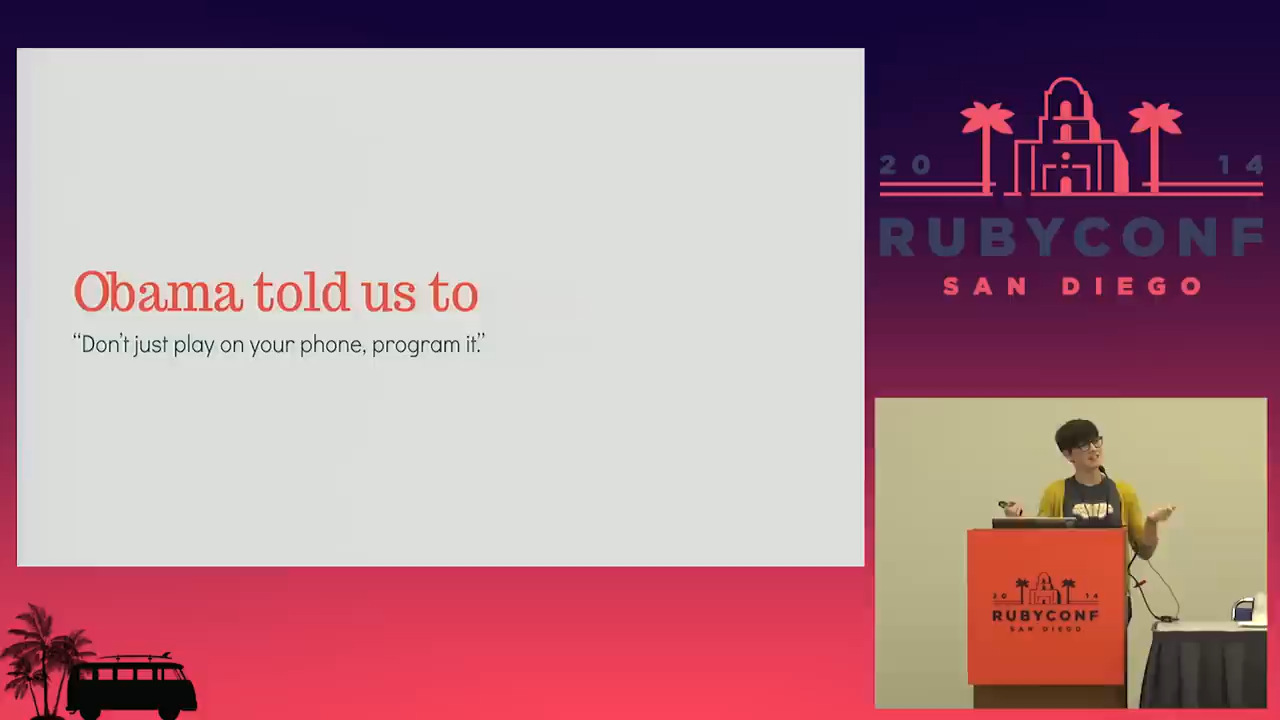 Obama told us to
“Don’t just play on your phone, program it.”
20 14
RUBYCONF
SAN DIEGO
20 14
RUBYCONF
SAN DIEGO